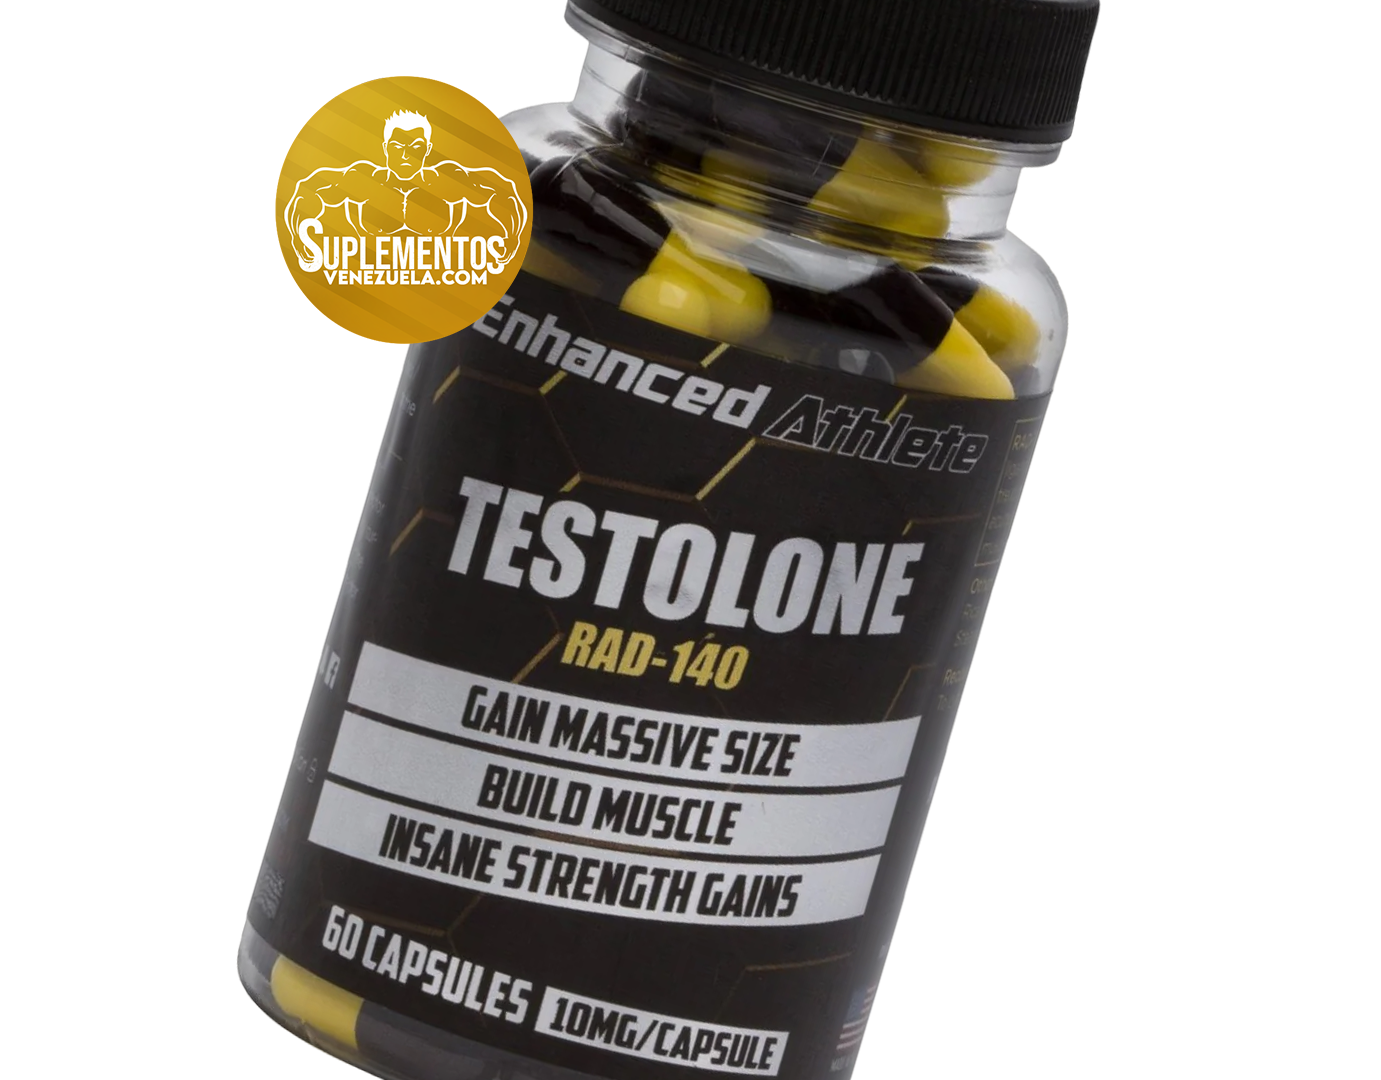 SUPLEMENTOS
VENEZUELA.COM
Enhanced Athlete
TESTOLONE
RAD-140
GAIN MASSIVE SIZE
BUILD MUSCLE
INSANE STRENGTH GAINS
60 CAPSULES 10MG/CAPSULE